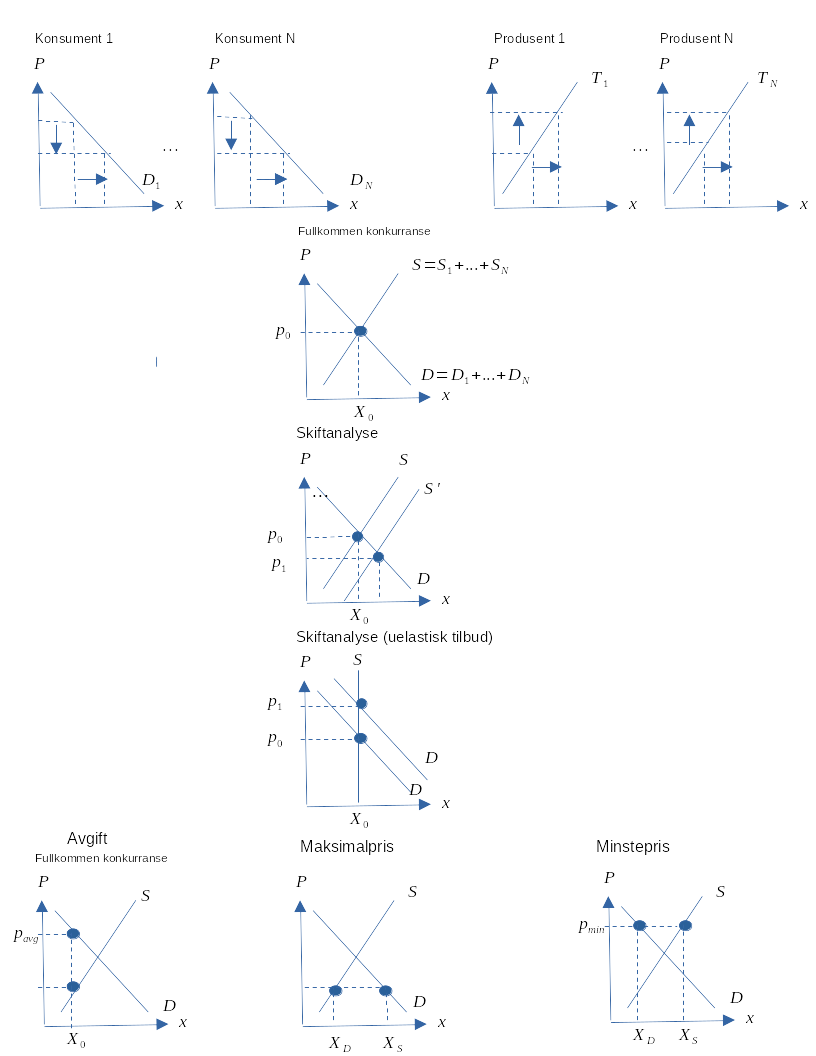 Konsument 1 Konsument N Produsent 1 Produsent N
P P P P
T1 TN
... ...
D1 DN
x x x x
Fullkommen konkurranse
P
S=S1+...+SN
p0
D=D1+...+DN
x
X0
Skiftanalyse
P S
S'
...
p0
p1
D
x
X0
Skiftanalyse (uelastisk tilbud)
P S
p1
p0
D
D
x
X0
Avgift Maksimalpris Minstepris
Fullkommen konkurranse
P P P
S S S
pavg pmin
D D D
x x x
X0 XD XS XD XS